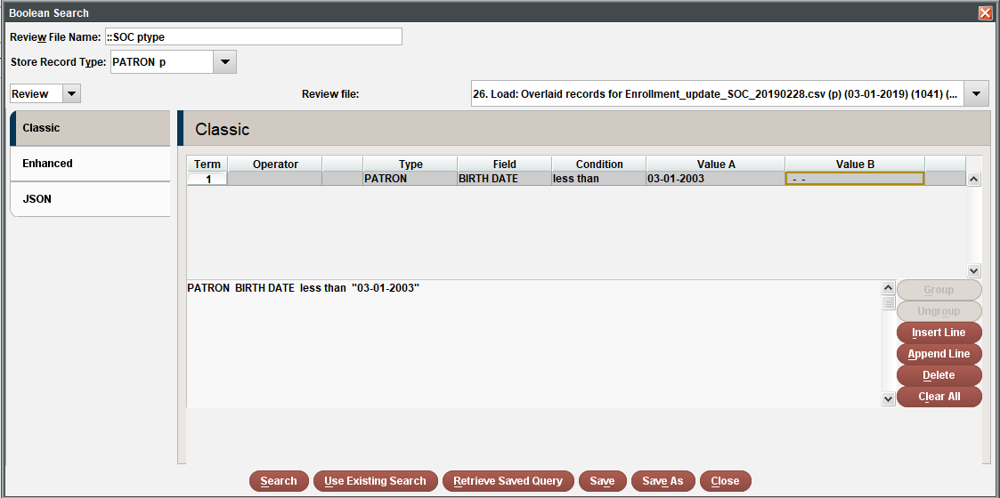 Boolean Search
Review File Name: ::SOC ptype
Store Record Type: PATRON p
Review Review file: 26. Load: Overlaid records for Enrollment_update_SOC_20190228.csv (p) (03-01-2019) (1041) (...
Classic
Enhanced
JSON
Classic
Term Operator Type Field Condition Value A Value B
1 PATRON BIRTH DATE less than 03-01-2003 - -
PATRON BIRTH DATE less than "03-01-2003"
Group
Ungroup
Insert Line
Append Line
Delete
Clear All
Search Use Existing Search Retrieve Saved Query Save Save As Close